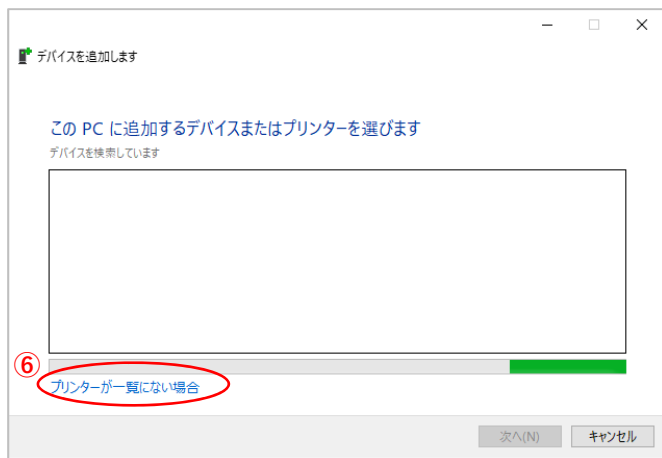 デバイスを追加します
この PC に追加するデバイスまたはプリンターを選びます
デバイスを検索しています
⑥
プリンターが一覧にない場合
次へ(N)
キャンセル